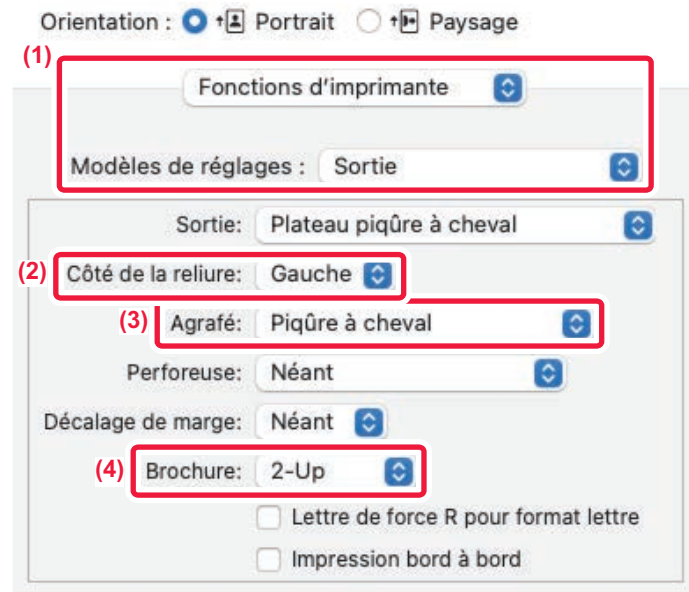 Orientation : Portrait Paysage
(1)
Fonctions d'imprimante
Modèles de réglages : Sortie
Sortie: Plateau piqûre à cheval
(2) Côté de la reliure: Gauche
(3) Agrafé: Piqûre à cheval
Perforeuse: Néant
Décalage de marge: Néant
(4) Brochure: 2-Up
Lettre de force R pour format lettre
Impression bord à bord